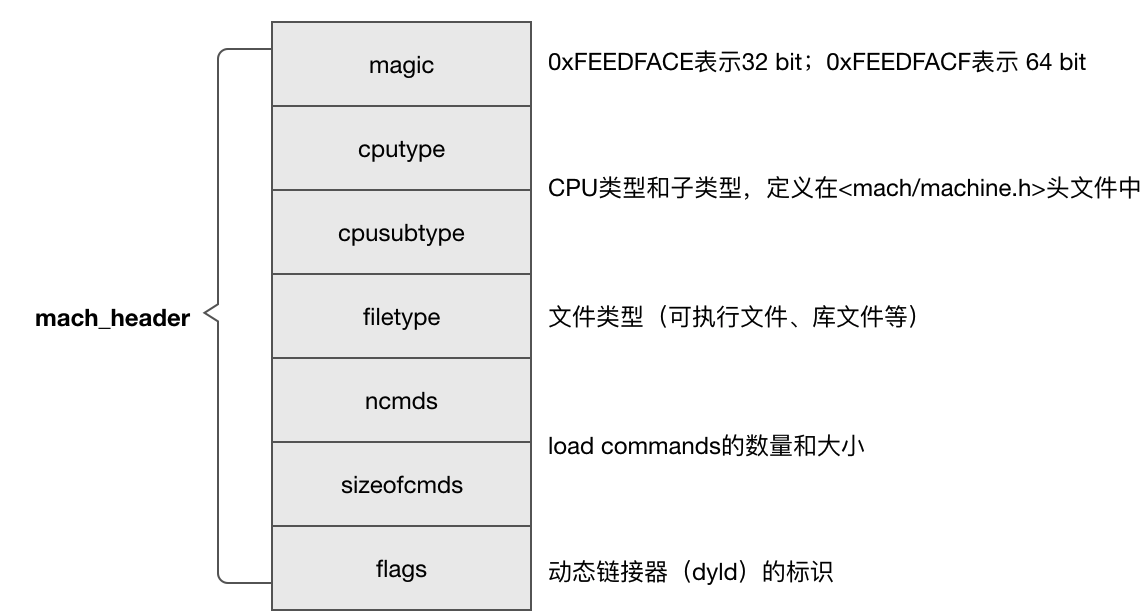 magic
0xFEEDFACE表示32 bit；0xFEEDFACF表示 64 bit
cputype
CPU类型和子类型，定义在<mach/machine.h>头文件中
cpusubtype
mach_header
filetype
文件类型（可执行文件、库文件等）
ncmds
load commands的数量和大小
sizeofcmds
flags
动态链接器（dyld）的标识